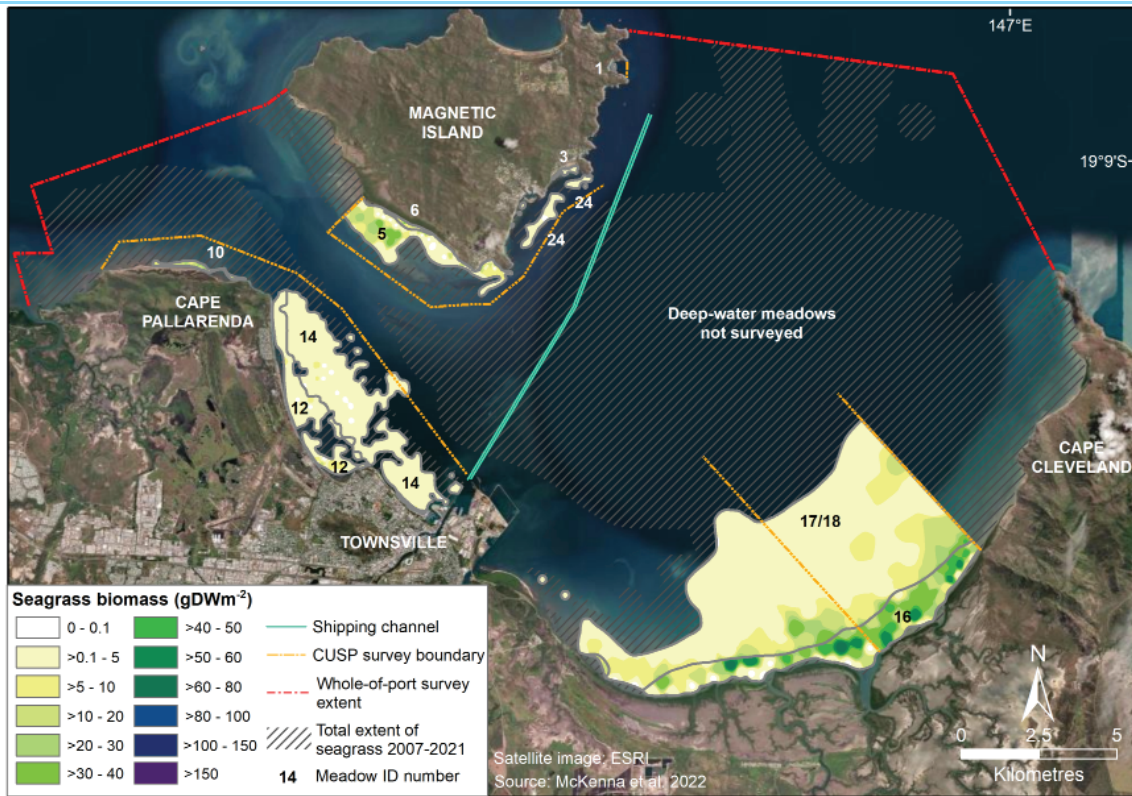 147°E
1
MAGNETIC
ISLAND
3
19°9'S
24
6
5
24
10
CAPE
PALLARENDA
Deep-water meadows
not surveyed
14
12
CAPE
CLEVELAND
12
14
17/18
TOWNSVILLE
16
Seagrass biomass (gDWm⁻²)
0 - 0.1
>0.1 - 5
>5 - 10
>10 - 20
>20 - 30
>30 - 40
>40 - 50
>50 - 60
>60 - 80
>80 - 100
>100 - 150
>150
Shipping channel
CUSP survey boundary
Whole-of-port survey
extent
Total extent of
seagrass 2007-2021
14 Meadow ID number
Satellite image: ESRI
Source: McKenna et al. 2022
N
0 2.5 5
Kilometres